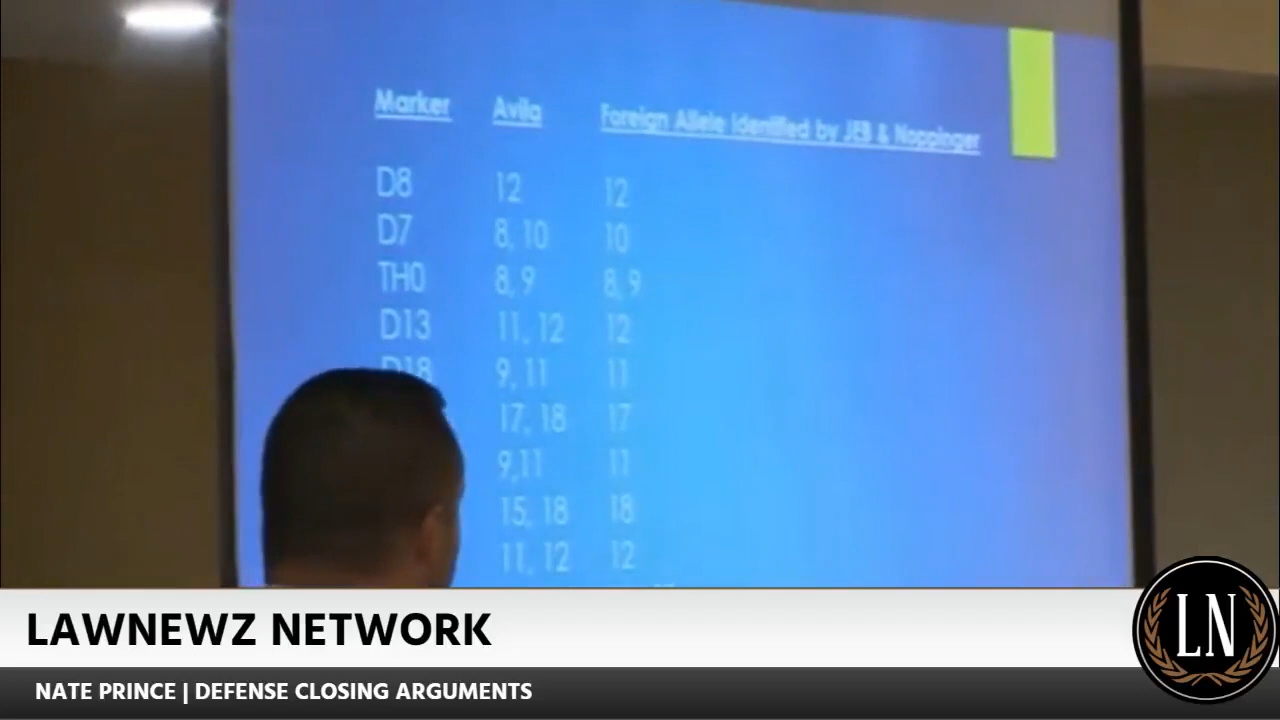 Marker Avila Foreign Allele Identified by JEB & Noppinger
D8 12 12
D7 8, 10 10
TH0 8, 9 8, 9
D13 11, 12 12
D18 9, 11 11
17, 18 17
9,11 11
15, 18 18
11, 12 12
LAWNEWZ NETWORK
LN
NATE PRINCE | DEFENSE CLOSING ARGUMENTS